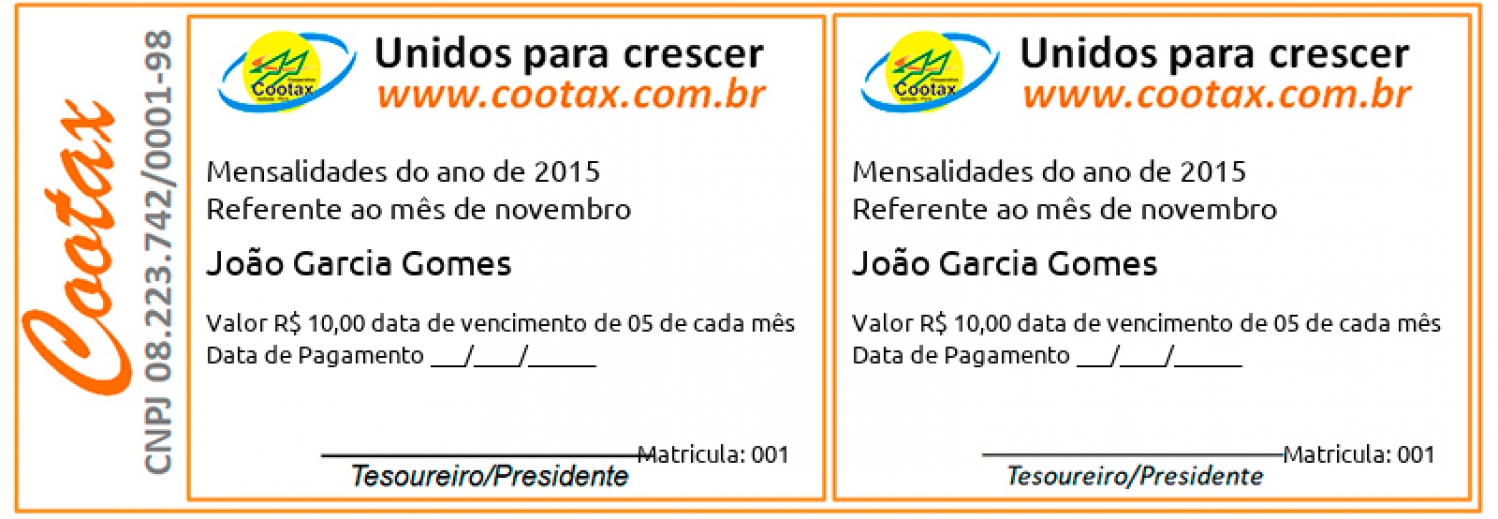 Cootax
CNPJ 08.223.742/0001-98
Cootax
Unidos para crescer
www.cootax.com.br
Mensalidades do ano de 2015
Referente ao mês de novembro
João Garcia Gomes
Valor R$ 10,00 data de vencimento de 05 de cada mês
Data de Pagamento ___/____/______
Matricula: 001
Tesoureiro/Presidente
Cootax
Unidos para crescer
www.cootax.com.br
Mensalidades do ano de 2015
Referente ao mês de novembro
João Garcia Gomes
Valor R$ 10,00 data de vencimento de 05 de cada mês
Data de Pagamento ___/____/______
Matricula: 001
Tesoureiro/Presidente